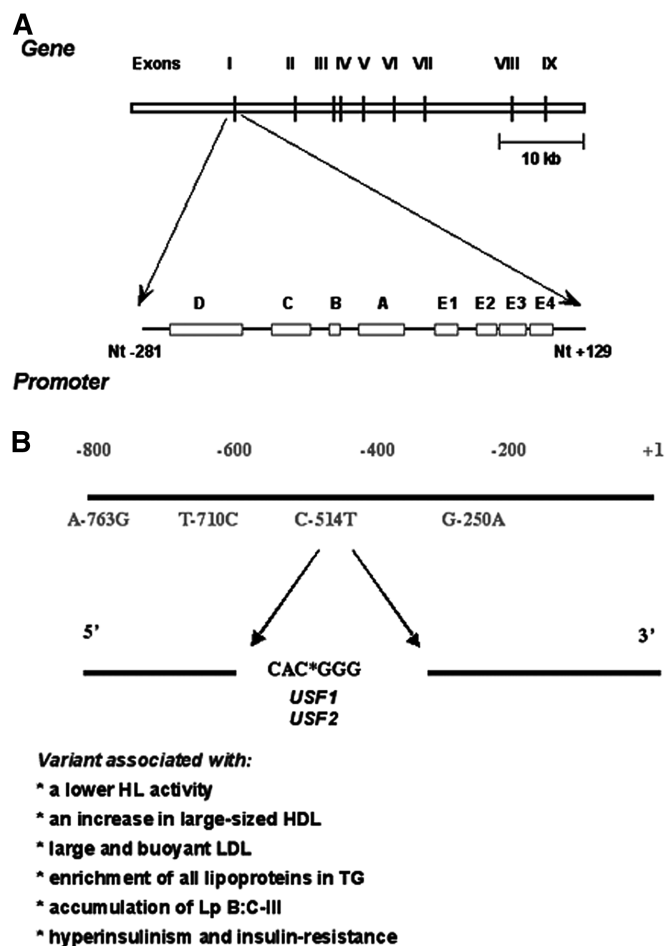 A
Gene
Exons I II III IV V VI VII VIII IX
10 kb
D C B A E1 E2 E3 E4
Nt -281 Nt +129
Promoter
B
-800 -600 -400 -200 +1
A-763G T-710C C-514T G-250A
5' 3'
CAC*GGG
USF1
USF2
Variant associated with:
* a lower HL activity
* an increase in large-sized HDL
* large and buoyant LDL
* enrichment of all lipoproteins in TG
* accumulation of Lp B:C-III
* hyperinsulinism and insulin-resistance